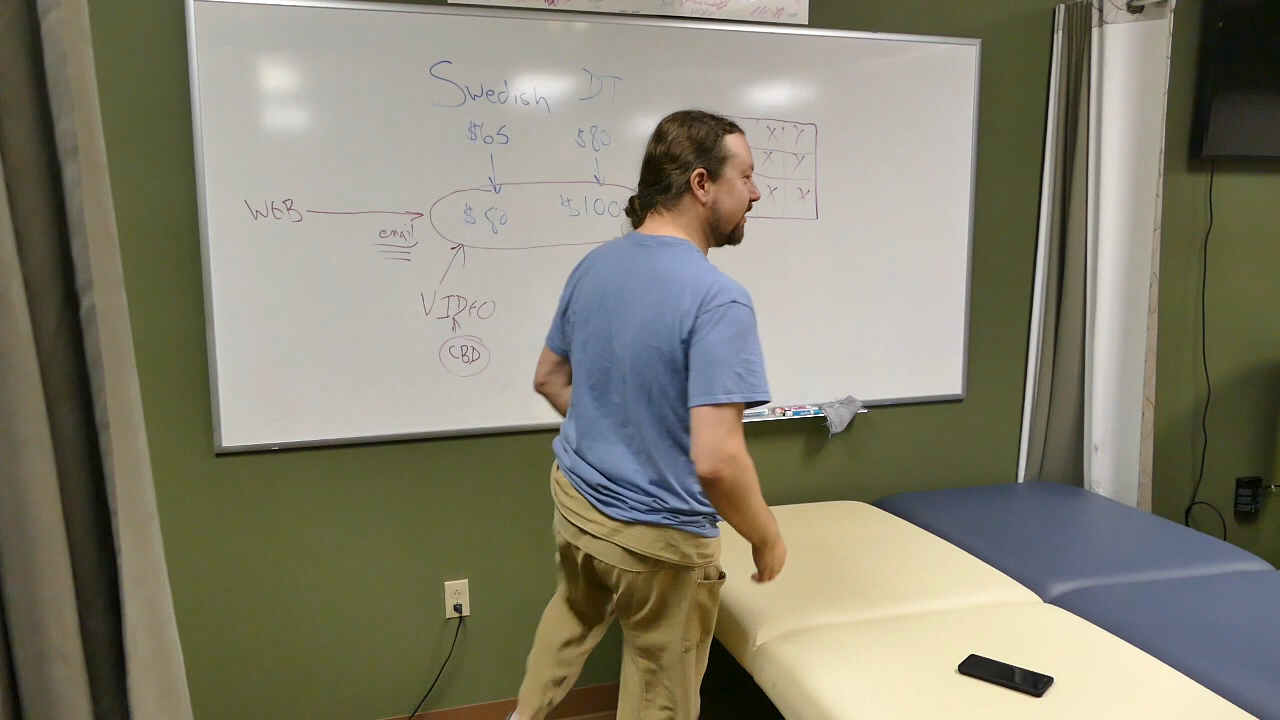 Swedish DT
$65 $80
X X
X X
X X
WEB $80 $100
email
VIDEO
CBD